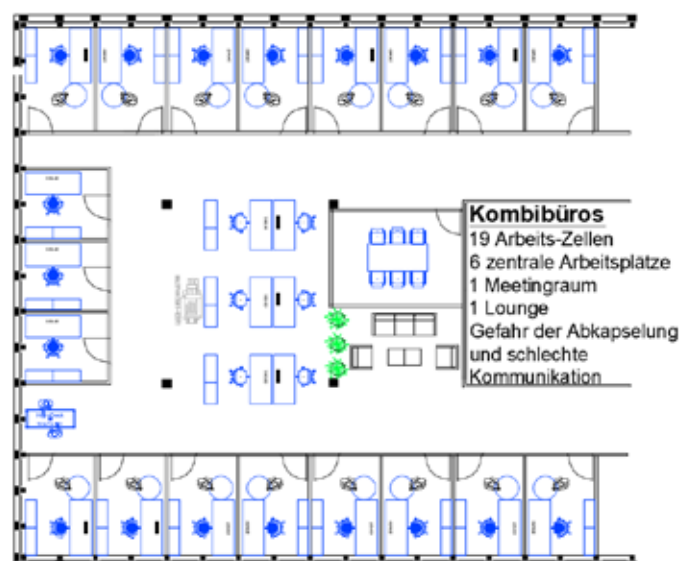 Kombibüros
19 Arbeits-Zellen
6 zentrale Arbeitsplätze
1 Meetingraum
1 Lounge
Gefahr der Abkapselung
und schlechte
Kommunikation